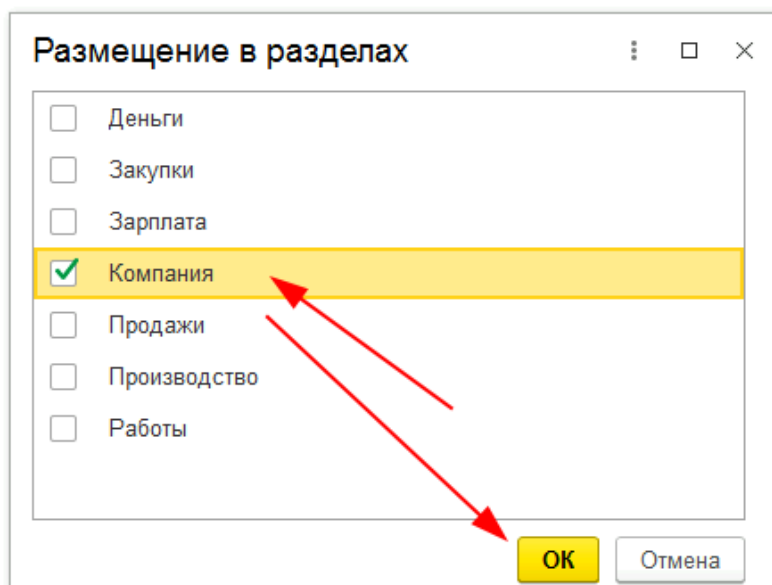 Размещение в разделах
Деньги
Закупки
Зарплата
Компания
Продажи
Производство
Работы
ОК Отмена